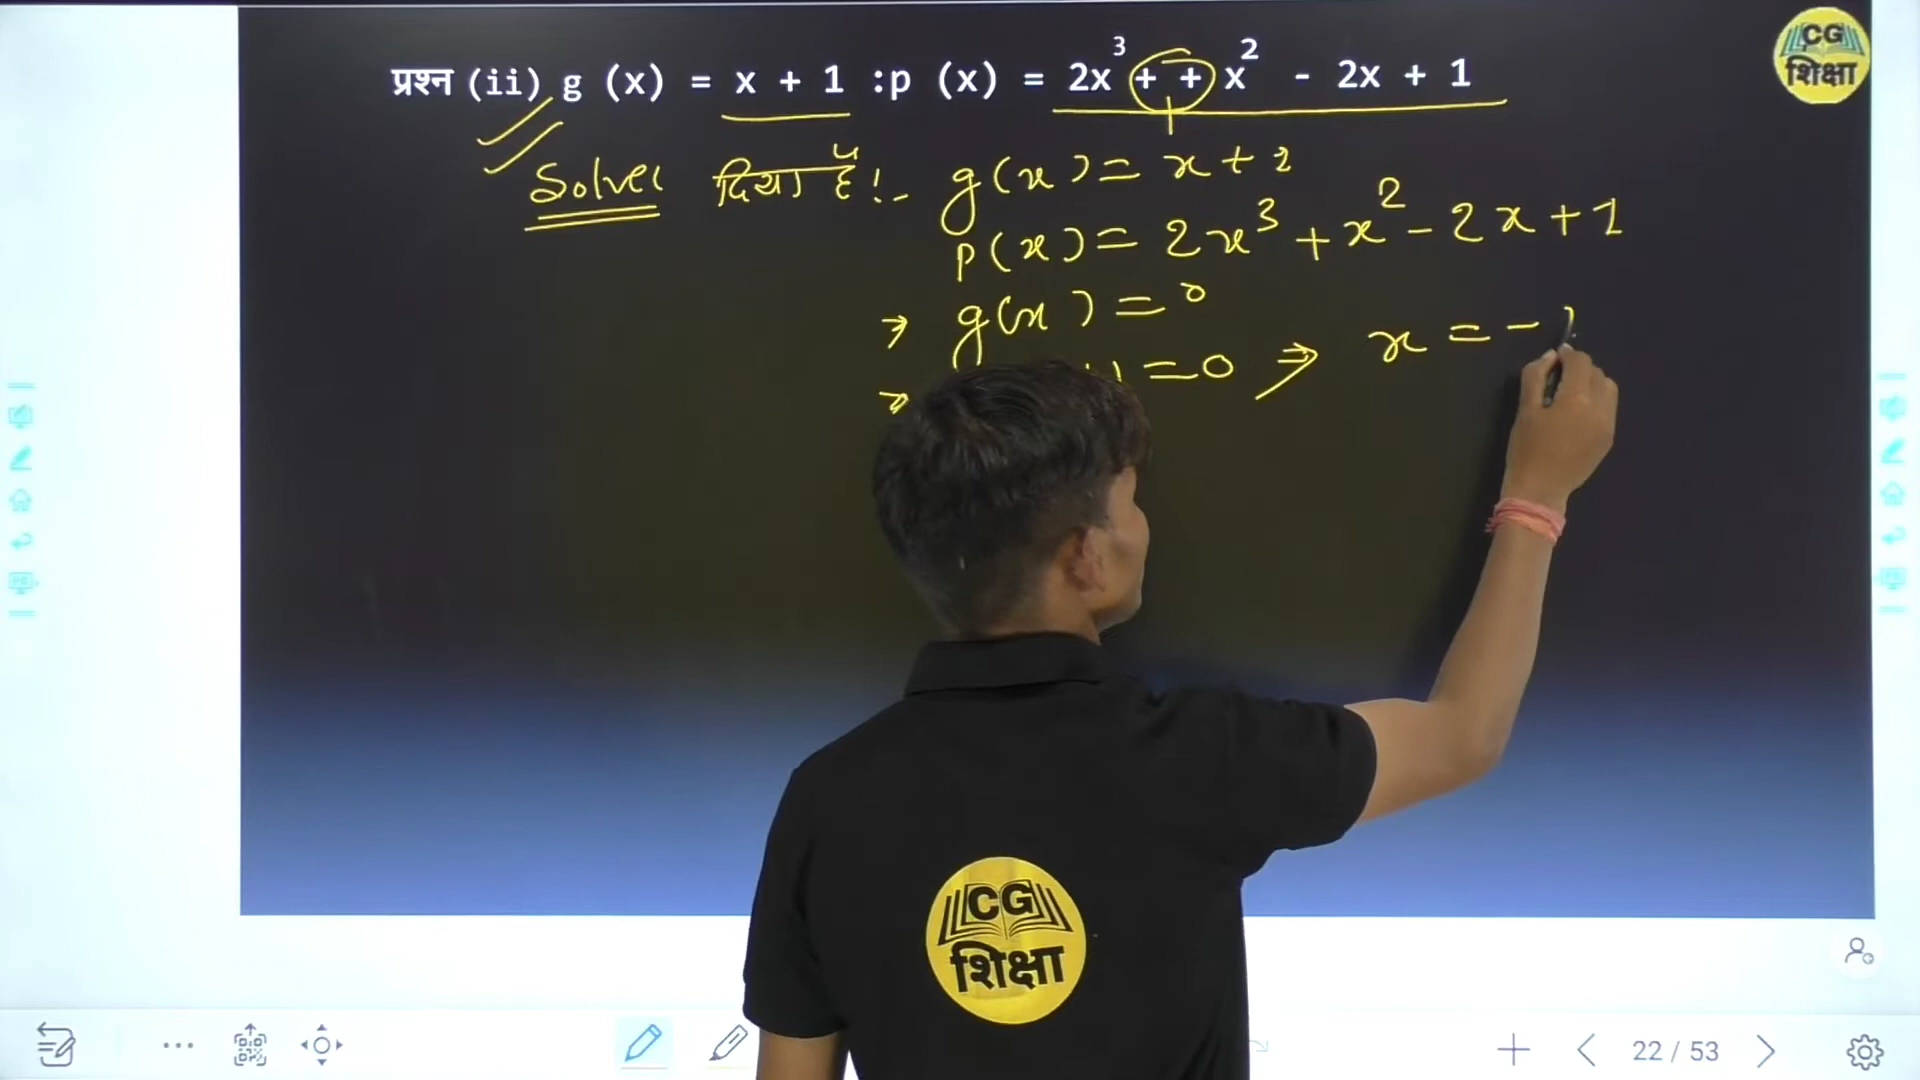 CG
शिक्षा
प्रश्न (ii) g (x) = x + 1 :p (x) = 2x³ + + x² - 2x + 1
Solve दिया है!- g(x) = x + 1
P(x) = 2x³ + x² - 2x + 1
→ g(x) = 0
→ = 0 ⇒ x = -1
CG
शिक्षा
22 / 53